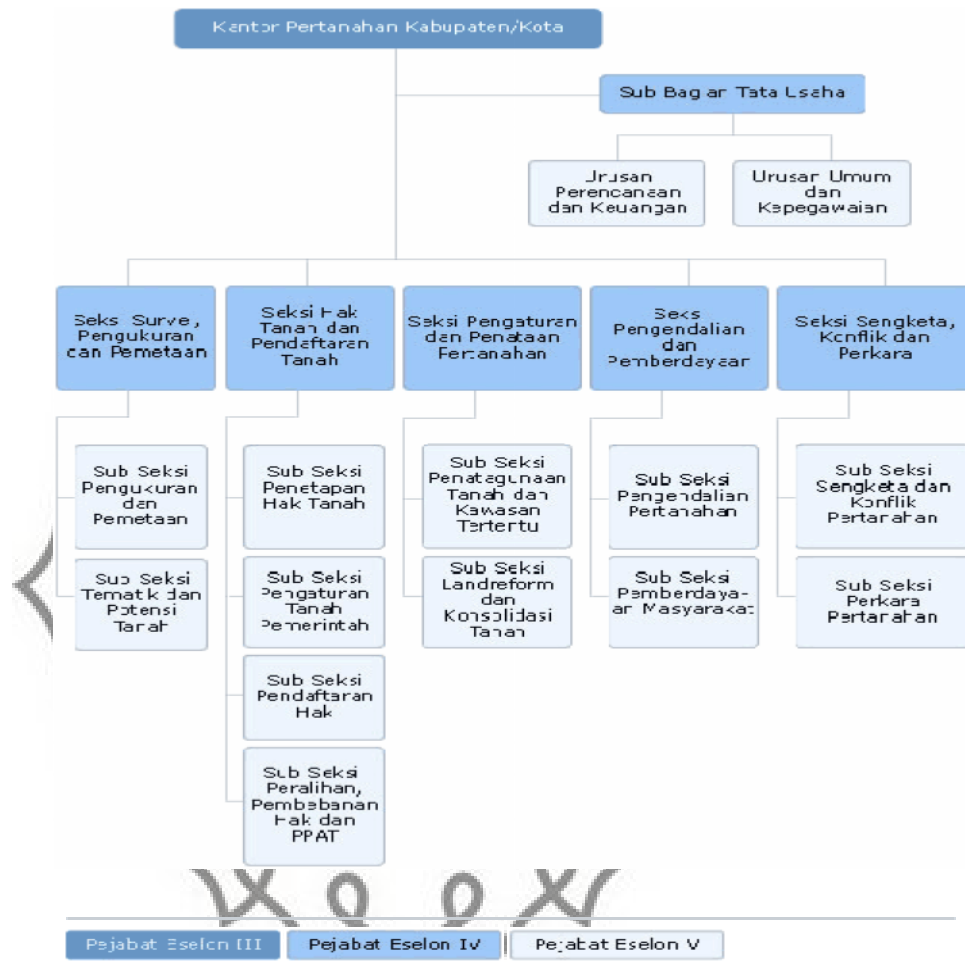 Kantor Pertanahan Kabupaten/Kota
Sub Bagian Tata Usaha
Urusan
Perencanaan
dan Keuangan
Urusan Umum
dan
Kepegawaian
Seksi Survei,
Pengukuran
dan Pemetaan
Seksi Hak
Tanah dan
Pendaftaran
Tanah
Seksi Pengaturan
dan Penataan
Pertanahan
Seksi
Pengendalian
dan
Pemberdayaan
Seksi Sengketa,
Konflik dan
Perkara
Sub Seksi
Pengukuran
dan
Pemetaan
Sub Seksi
Tematik dan
Potensi
Tanah
Sub Seksi
Penetapan
Hak Tanah
Sub Seksi
Pengaturan
Tanah
Pemerintah
Sub Seksi
Pendaftaran
Hak
Sub Seksi
Peralihan,
Pembebanan
Hak dan
PPAT
Sub Seksi
Penatagunaan
Tanah dan
Kawasan
Tertentu
Sub Seksi
Landreform
dan
Konsolidasi
Tanah
Sub Seksi
Pengendalian
Pertanahan
Sub Seksi
Pemberdaya-
an Masyarakat
Sub Seksi
Sengketa dan
Konflik
Pertanahan
Sub Seksi
Perkara
Pertanahan
Pejabat Eselon III
Pejabat Eselon IV
Pejabat Eselon V